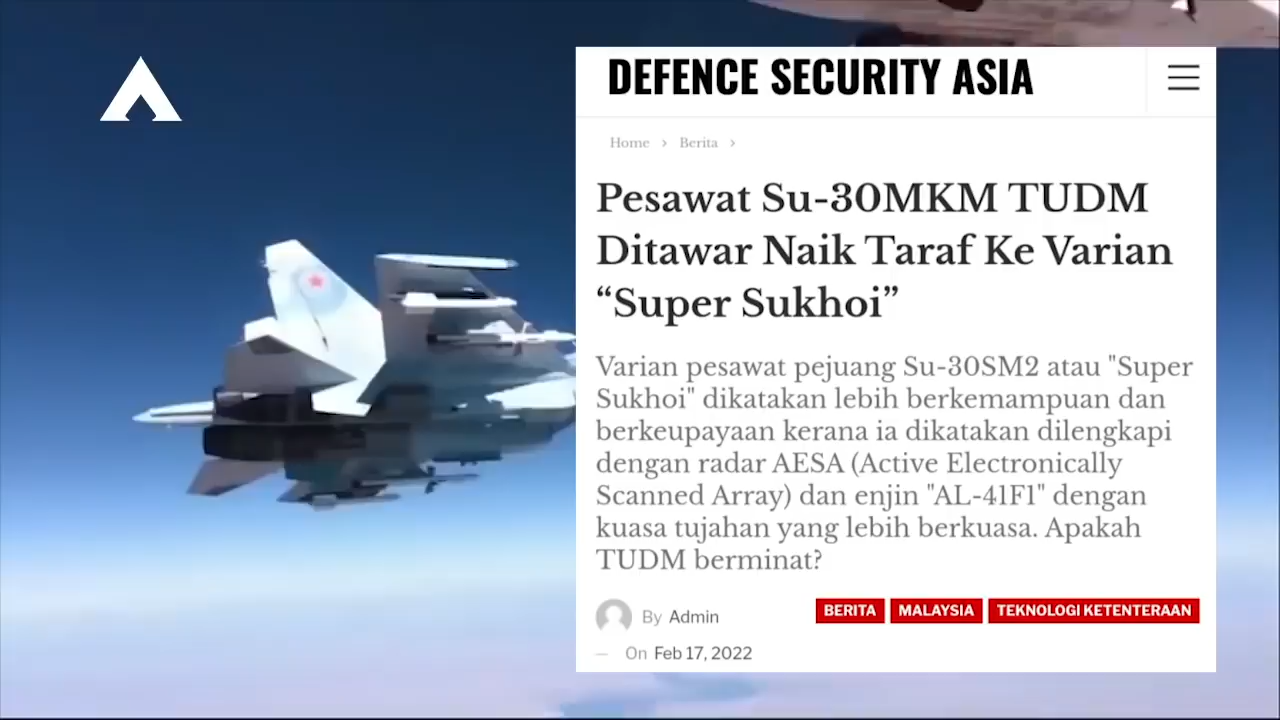 DEFENCE SECURITY ASIA
Home > Berita >
Pesawat Su-30MKM TUDM
Ditawar Naik Taraf Ke Varian
“Super Sukhoi”
Varian pesawat pejuang Su-30SM2 atau "Super
Sukhoi" dikatakan lebih berkemampuan dan
berkeupayaan kerana ia dikatakan dilengkapi
dengan radar AESA (Active Electronically
Scanned Array) dan enjin "AL-41F1" dengan
kuasa tujahan yang lebih berkuasa. Apakah
TUDM berminat?
By Admin
BERITA MALAYSIA TEKNOLOGI KETENTERAAN
— On Feb 17, 2022